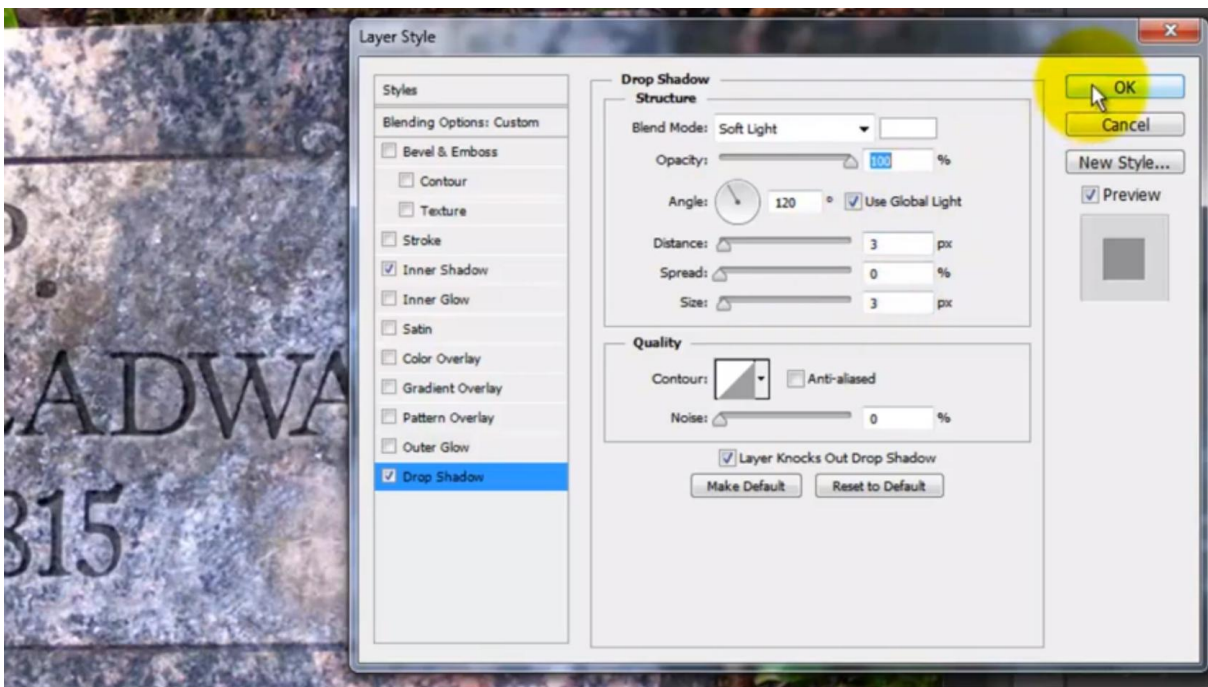 Layer Style
Styles
Blending Options: Custom
Bevel & Emboss
Contour
Texture
Stroke
Inner Shadow
Inner Glow
Satin
Color Overlay
Gradient Overlay
Pattern Overlay
Outer Glow
Drop Shadow
Drop Shadow
Structure
Blend Mode: Soft Light
Opacity: 100 %
Angle: 120 ° Use Global Light
Distance: 3 px
Spread: 0 %
Size: 3 px
Quality
Contour: Anti-aliased
Noise: 0 %
Layer Knocks Out Drop Shadow
Make Default Reset to Default
OK
Cancel
New Style...
Preview
ADWA
815